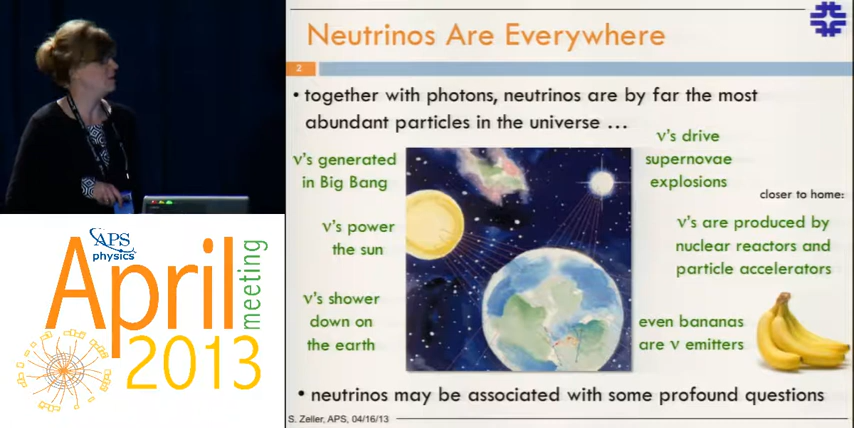 Neutrinos Are Everywhere
2
• together with photons, neutrinos are by far the most
abundant particles in the universe …
ν's generated
in Big Bang
ν's power
the sun
ν's shower
down on
the earth
ν's drive
supernovae
explosions
closer to home:
ν's are produced by
nuclear reactors and
particle accelerators
even bananas
are ν emitters
• neutrinos may be associated with some profound questions
S. Zeller, APS, 04/16/13
APS
physics
April
meeting
2013